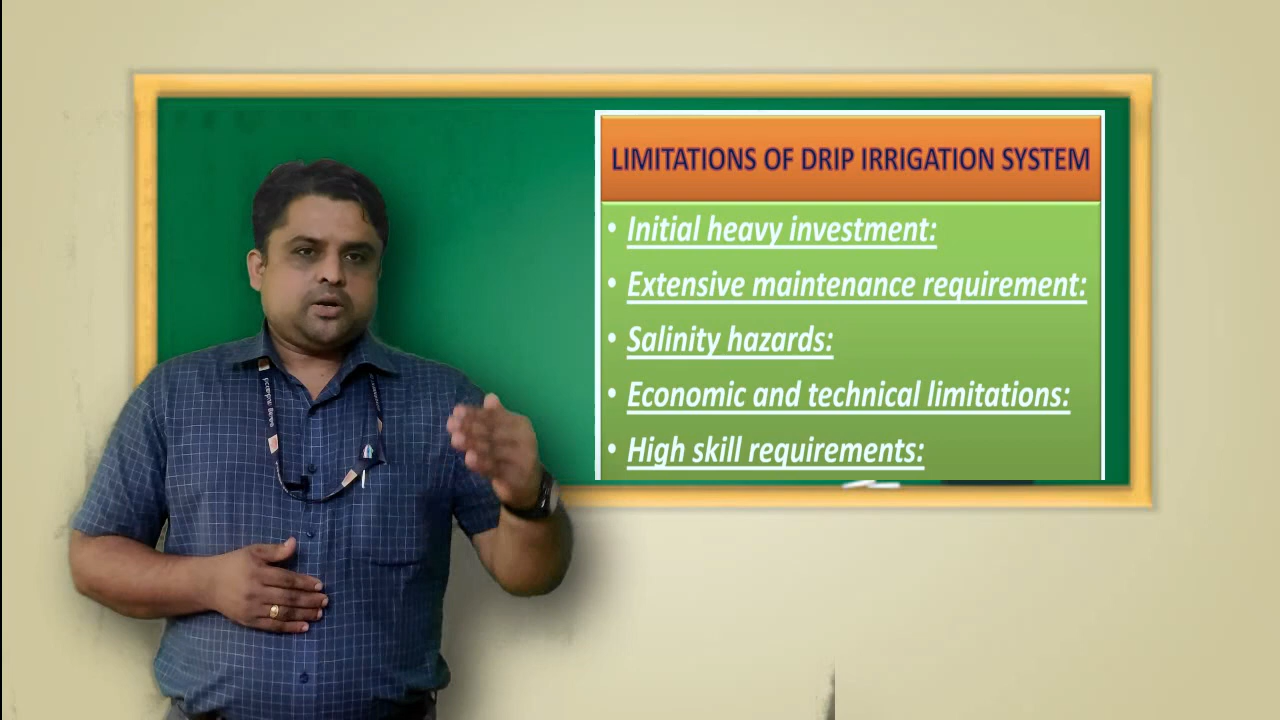 LIMITATIONS OF DRIP IRRIGATION SYSTEM
• Initial heavy investment:
• Extensive maintenance requirement:
• Salinity hazards:
• Economic and technical limitations:
• High skill requirements: